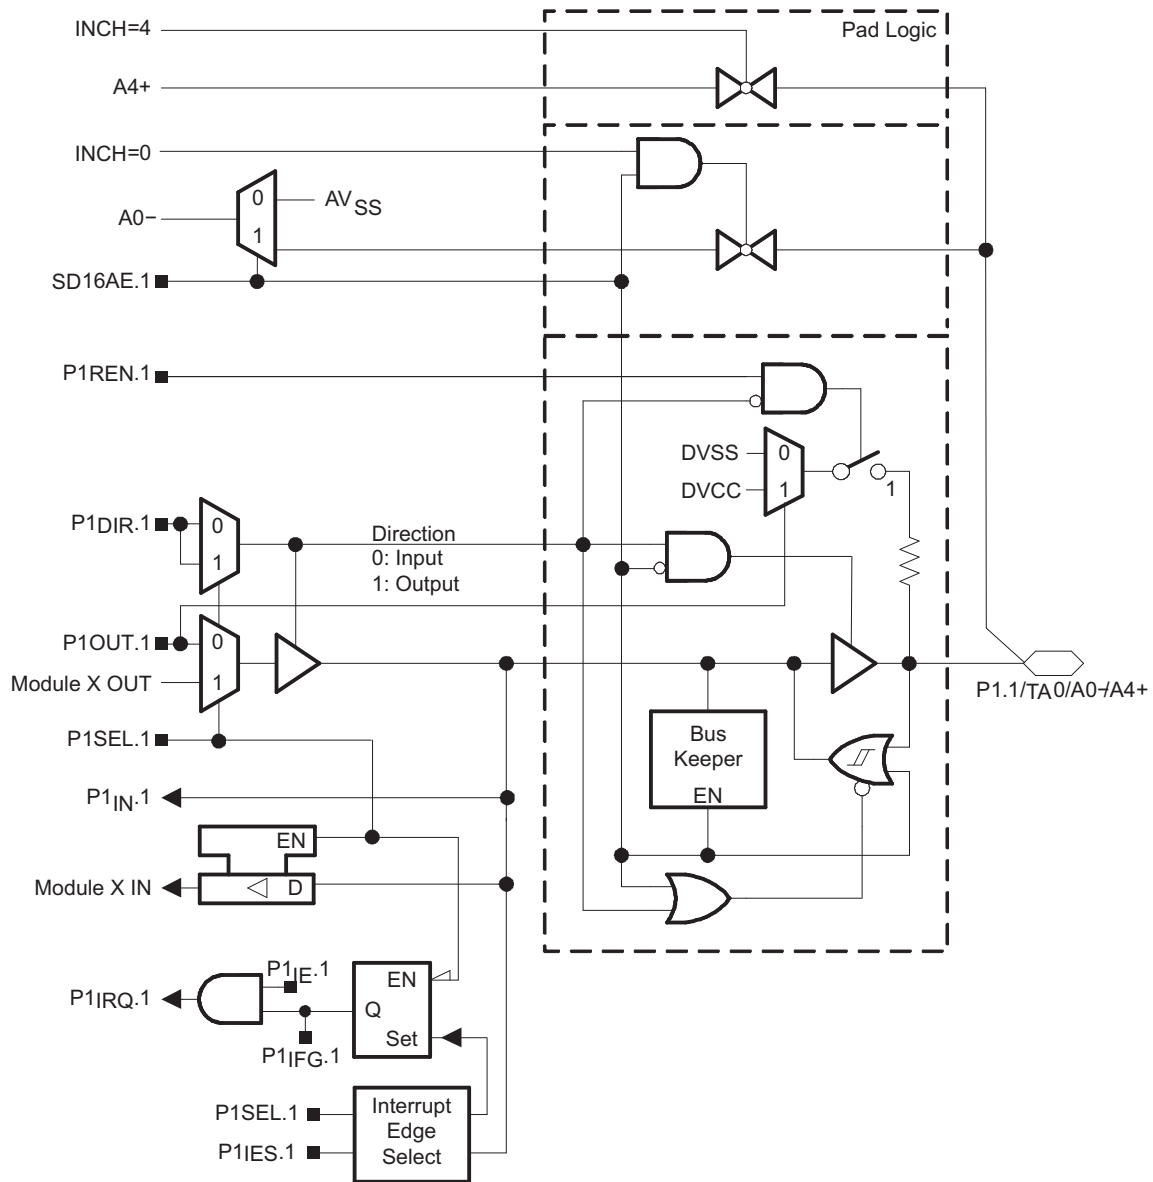 INCH=4
Pad Logic
A4+
INCH=0
0
AVSS
A0−
1
SD16AE.1
P1REN.1
DVSS
0
DVCC
1
1
P1DIR.1
0
1
Direction
0: Input
1: Output
P1OUT.1
0
Module X OUT
1
P1.1/TA0/A0−/A4+
P1SEL.1
Bus
Keeper
EN
P1IN.1
EN
Module X IN
D
P1IE.1
P1IRQ.1
EN
Q
Set
P1IFG.1
P1SEL.1
P1IES.1
Interrupt
Edge
Select